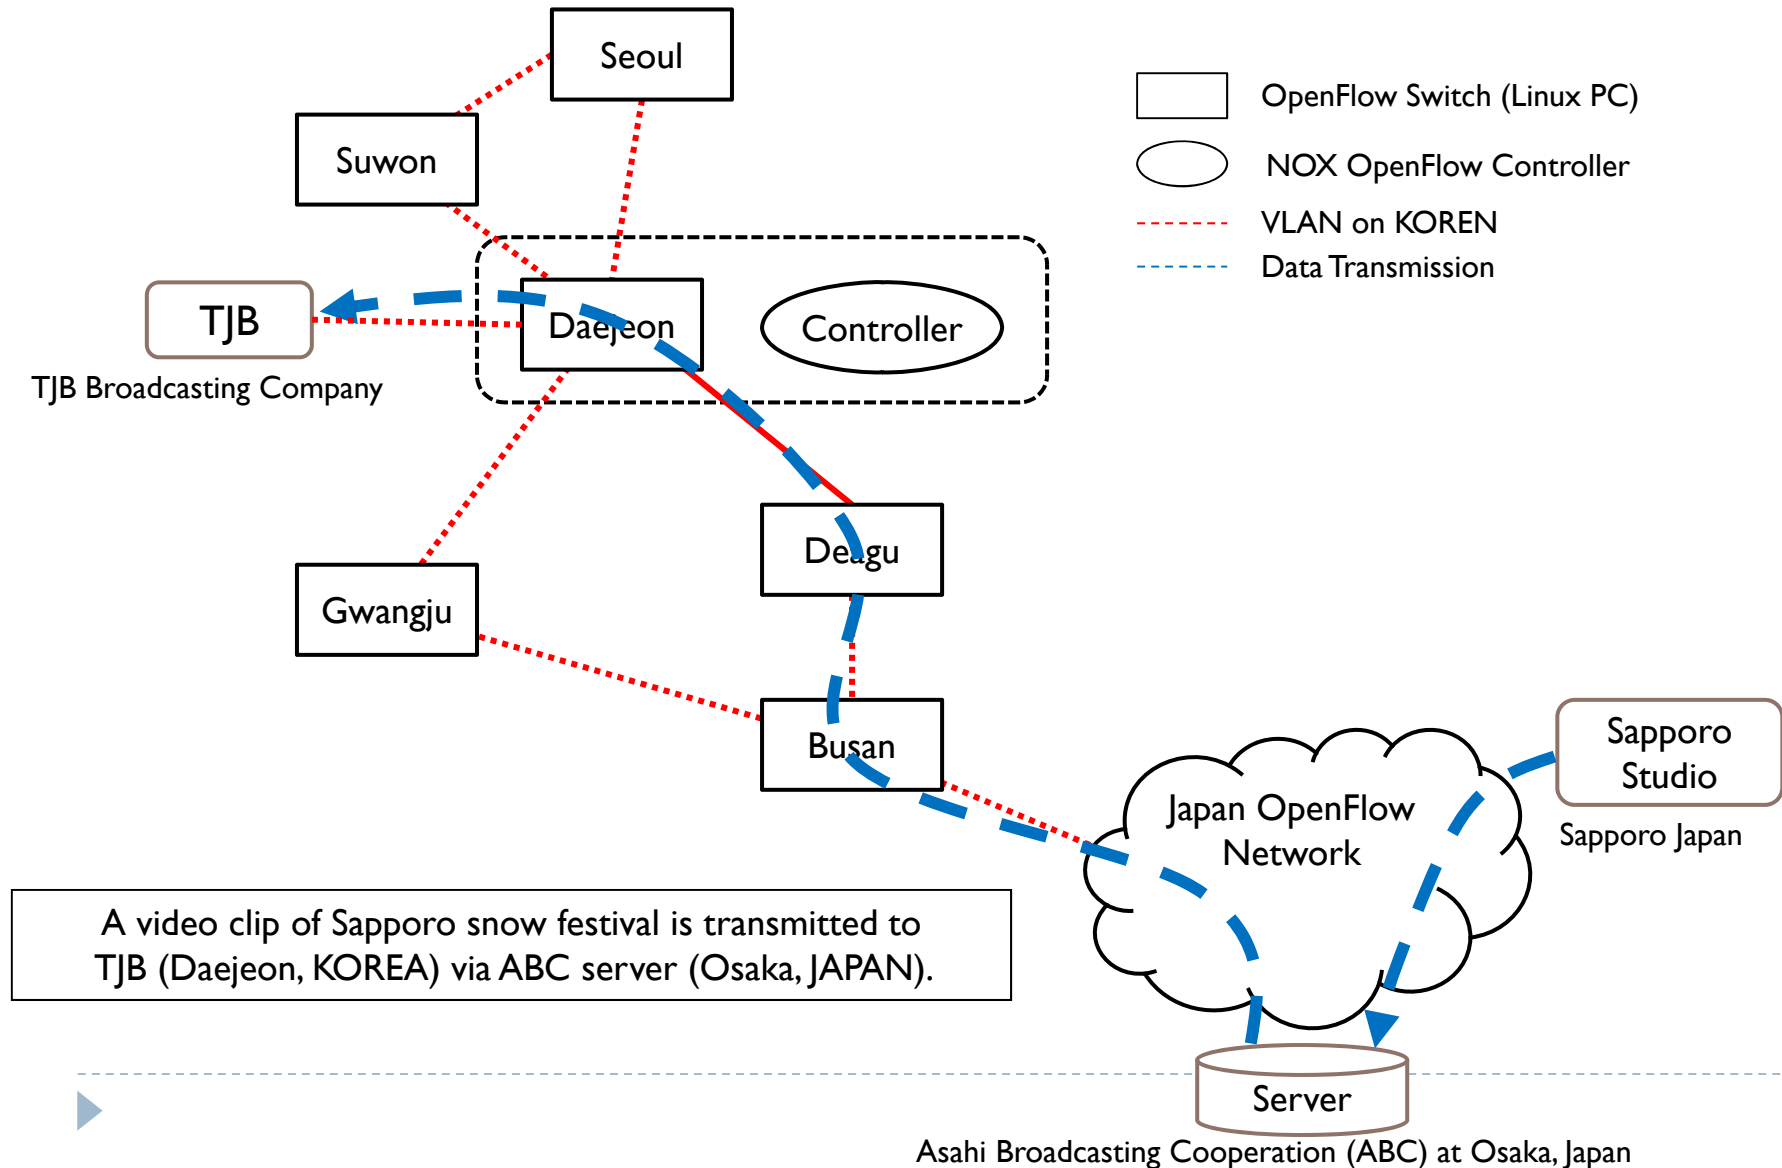 Seoul
OpenFlow Switch (Linux PC)
Suwon
NOX OpenFlow Controller
VLAN on KOREN
Data Transmission
TJB
Daejeon
Controller
TJB Broadcasting Company
Deagu
Gwangju
Busan
Sapporo
Studio
Japan OpenFlow
Network
Sapporo Japan
A video clip of Sapporo snow festival is transmitted to
TJB (Daejeon, KOREA) via ABC server (Osaka, JAPAN).
Server
Asahi Broadcasting Cooperation (ABC) at Osaka, Japan